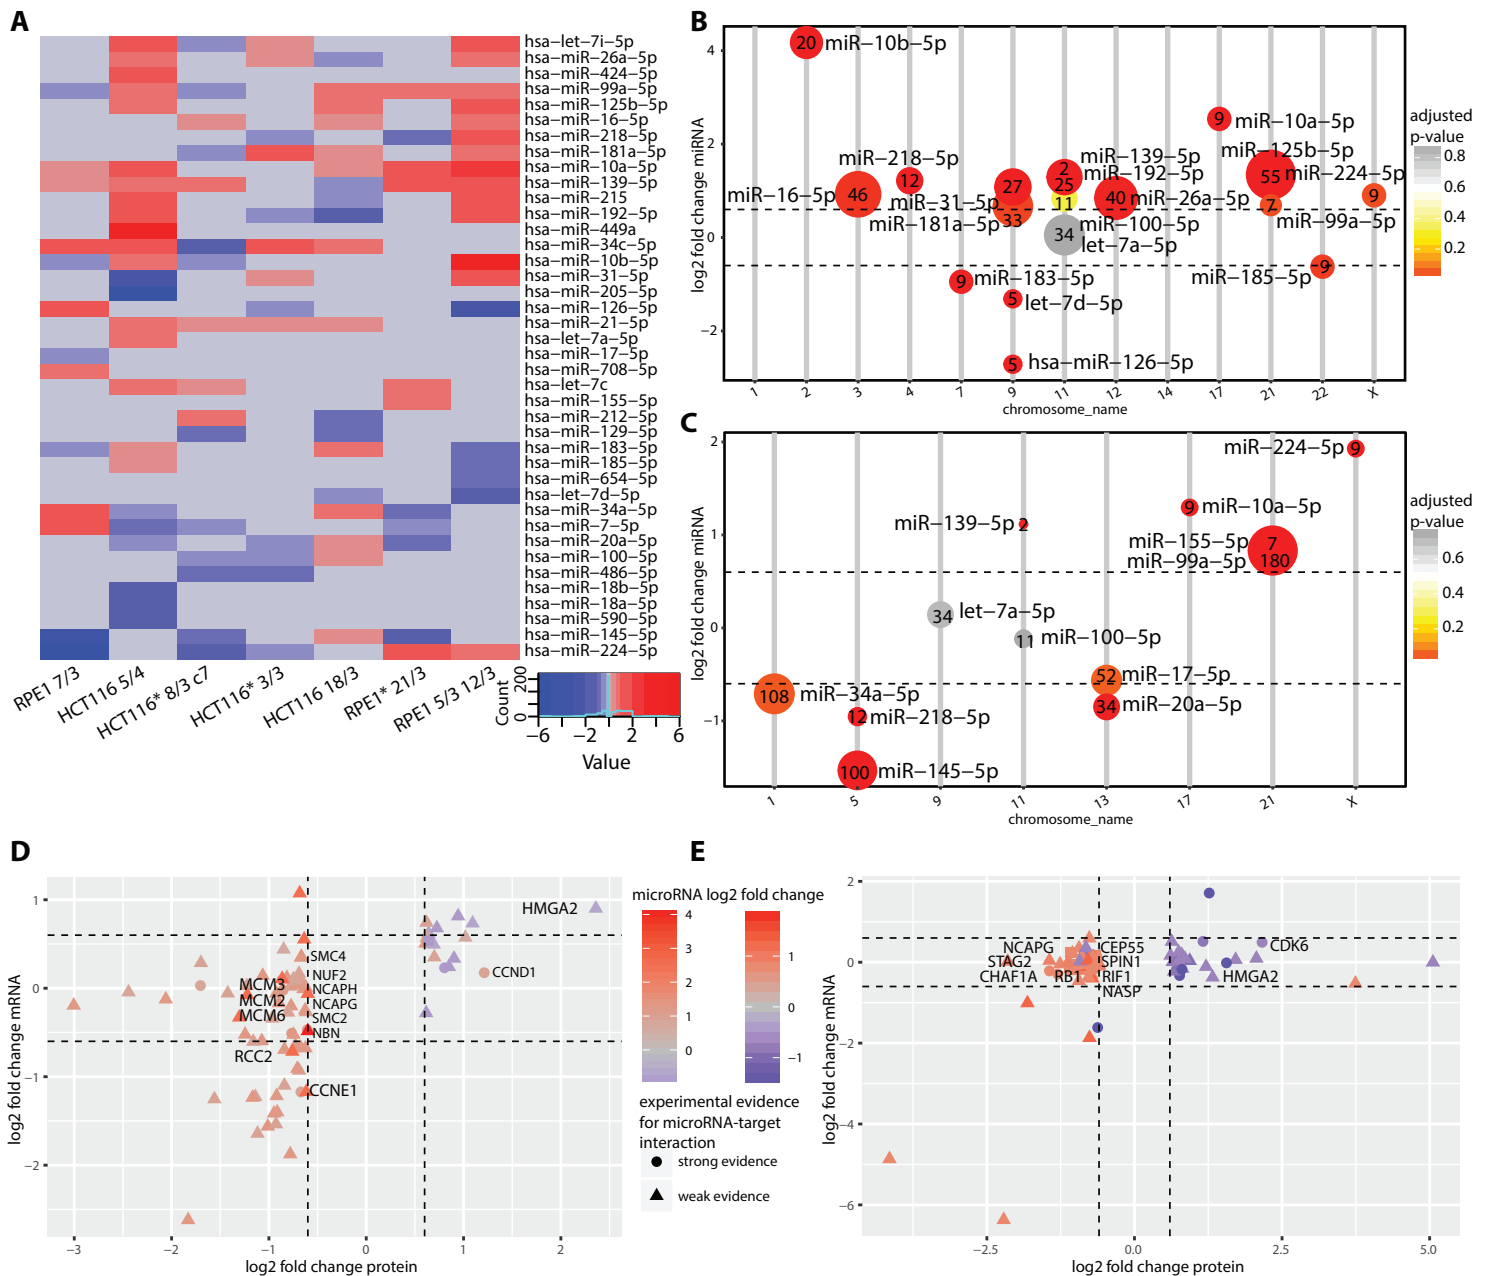 A
hsa−let−7i−5p
hsa−miR−26a−5p
hsa−miR−424−5p
hsa−miR−99a−5p
hsa−miR−125b−5p
hsa−miR−16−5p
hsa−miR−218−5p
hsa−miR−181a−5p
hsa−miR−10a−5p
hsa−miR−139−5p
hsa−miR−215
hsa−miR−192−5p
hsa−miR−449a
hsa−miR−34c−5p
hsa−miR−10b−5p
hsa−miR−31−5p
hsa−miR−205−5p
hsa−miR−126−5p
hsa−miR−21−5p
hsa−let−7a−5p
hsa−miR−17−5p
hsa−miR−708−5p
hsa−let−7c
hsa−miR−155−5p
hsa−miR−212−5p
hsa−miR−129−5p
hsa−miR−183−5p
hsa−miR−185−5p
hsa−miR−654−5p
hsa−let−7d−5p
hsa−miR−34a−5p
hsa−miR−7−5p
hsa−miR−20a−5p
hsa−miR−100−5p
hsa−miR−486−5p
hsa−miR−18b−5p
hsa−miR−18a−5p
hsa−miR−590−5p
hsa−miR−145−5p
hsa−miR−224−5p
RPE1 7/3
HCT116 5/4
HCT116* 8/3 c7
HCT116* 3/3
HCT116 18/3
RPE1* 21/3
RPE1 5/3 12/3
Count
0 200
−6 −2 2 6
Value
B
log2 fold change miRNA
4
2
0
−2
20 miR−10b−5p
9 miR−10a−5p
miR−218−5p
12
miR−139−5p
2
miR−192−5p
25
miR−125b−5p
55 miR−224−5p
miR−16−5p 46
27
miR−31−5p
11
40 miR−26a−5p
7
9
miR−181a−5p 33
miR−100−5p
miR−99a−5p
34 let−7a−5p
9 miR−183−5p
miR−185−5p 9
5 let−7d−5p
5 hsa−miR−126−5p
1 2 3 4 7 9 11 12 14 17 21 22 X
chromosome_name
adjusted
p-value
0.8
0.6
0.4
0.2
C
log2 fold change miRNA
2
1
0
−1
miR−224−5p 9
9 miR−10a−5p
miR−139−5p 2
miR−155−5p 7
miR−99a−5p 180
34 let−7a−5p
11 miR−100−5p
52 miR−17−5p
108 miR−34a−5p
34 miR−20a−5p
12 miR−218−5p
100 miR−145−5p
1 5 9 11 13 17 21 X
chromosome_name
adjusted
p-value
0.6
0.4
0.2
D
log2 fold change mRNA
1
0
−1
−2
HMGA2
SMC4
CCND1
NUF2
MCM3
NCAPH
MCM2
NCAPG
MCM6
SMC2
NBN
RCC2
CCNE1
−3 −2 −1 0 1 2
log2 fold change protein
microRNA log2 fold change
4
3
2
1
0
1
0
−1
experimental evidence
for microRNA-target
interaction
strong evidence
weak evidence
E
log2 fold change mRNA
2
0
−2
−4
−6
NCAPG
CEP55
CDK6
STAG2
SPIN1
CHAF1A
RB1
RIF1
HMGA2
NASP
−2.5 0.0 2.5 5.0
log2 fold change protein